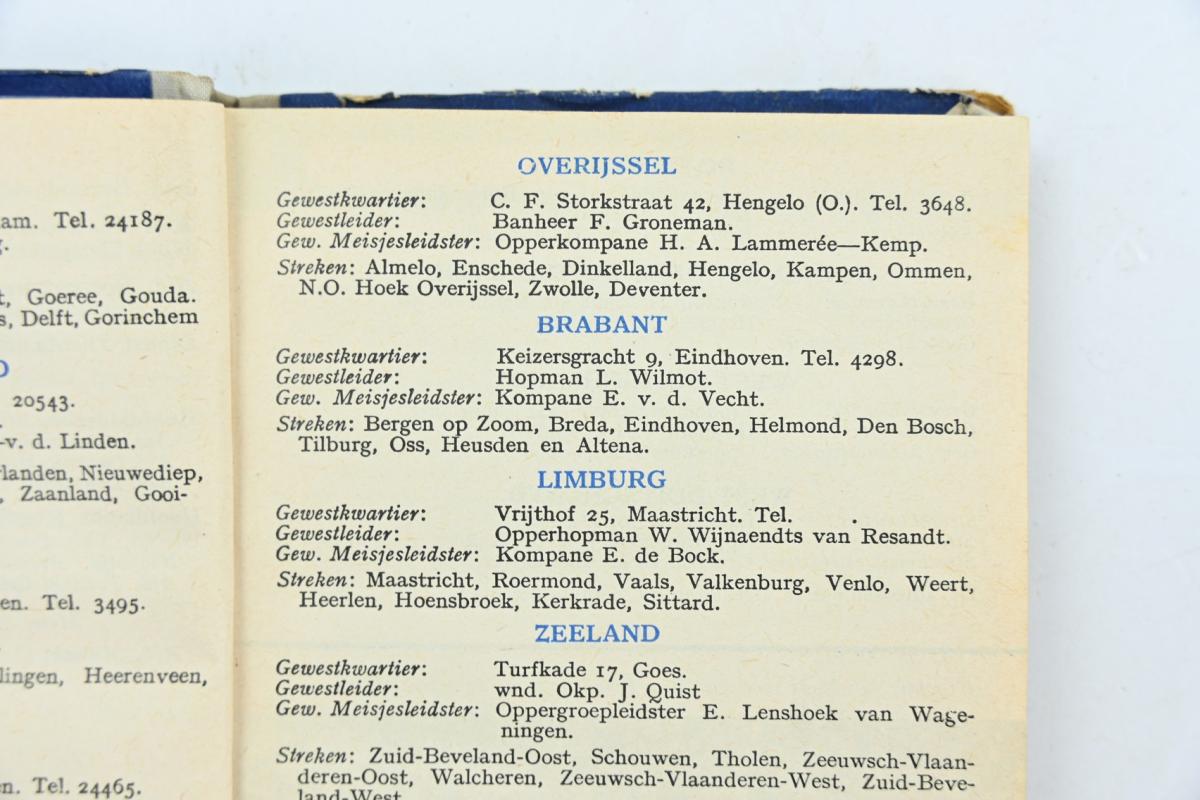 am. Tel. 24187.
t, Goeree, Gouda.
s, Delft, Gorinchem
20543.
-v. d. Linden.
rlanden, Nieuwediep,
, Zaanland, Gooi-
en. Tel. 3495.
lingen, Heerenveen,
n. Tel. 24465.
OVERIJSSEL
Gewestkwartier: C. F. Storkstraat 42, Hengelo (O.). Tel. 3648.
Gewestleider: Banheer F. Groneman.
Gew. Meisjesleidster: Opperkompane H. A. Lammerée—Kemp.
Streken: Almelo, Enschede, Dinkelland, Hengelo, Kampen, Ommen,
N.O. Hoek Overijssel, Zwolle, Deventer.
BRABANT
Gewestkwartier: Keizersgracht 9, Eindhoven. Tel. 4298.
Gewestleider: Hopman L. Wilmot.
Gew. Meisjesleidster: Kompane E. v. d. Vecht.
Streken: Bergen op Zoom, Breda, Eindhoven, Helmond, Den Bosch,
Tilburg, Oss, Heusden en Altena.
LIMBURG
Gewestkwartier: Vrijthof 25, Maastricht. Tel. .
Gewestleider: Opperhopman W. Wijnaendts van Resandt.
Gew. Meisjesleidster: Kompane E. de Bock.
Streken: Maastricht, Roermond, Vaals, Valkenburg, Venlo, Weert,
Heerlen, Hoensbroek, Kerkrade, Sittard.
ZEELAND
Gewestkwartier: Turfkade 17, Goes.
Gewestleider: wnd. Okp. J. Quist
Gew. Meisjesleidster: Oppergroepleidster E. Lenshoek van Wage-
ningen.
Streken: Zuid-Beveland-Oost, Schouwen, Tholen, Zeeuwsch-Vlaan-
deren-Oost, Walcheren, Zeeuwsch-Vlaanderen-West, Zuid-Beve-
land-West